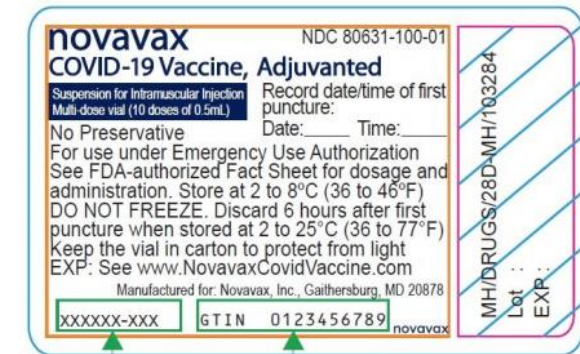 novavax NDC 80631-100-01
COVID-19 Vaccine, Adjuvanted
Suspension for Intramuscular Injection
Multi-dose vial (10 doses of 0.5mL)
Record date/time of first
puncture:
No Preservative Date:_____ Time:_____
For use under Emergency Use Authorization
See FDA-authorized Fact Sheet for dosage and
administration. Store at 2 to 8°C (36 to 46°F)
DO NOT FREEZE. Discard 6 hours after first
puncture when stored at 2 to 25°C (36 to 77°F)
Keep the vial in carton to protect from light
EXP: See www.NovavaxCovidVaccine.com
Manufactured for: Novavax, Inc., Gaithersburg, MD 20878
XXXXXX-XXX GTIN 0123456789 novavax
MH/DRUGS/28D-MH/103284
Lot :
EXP :